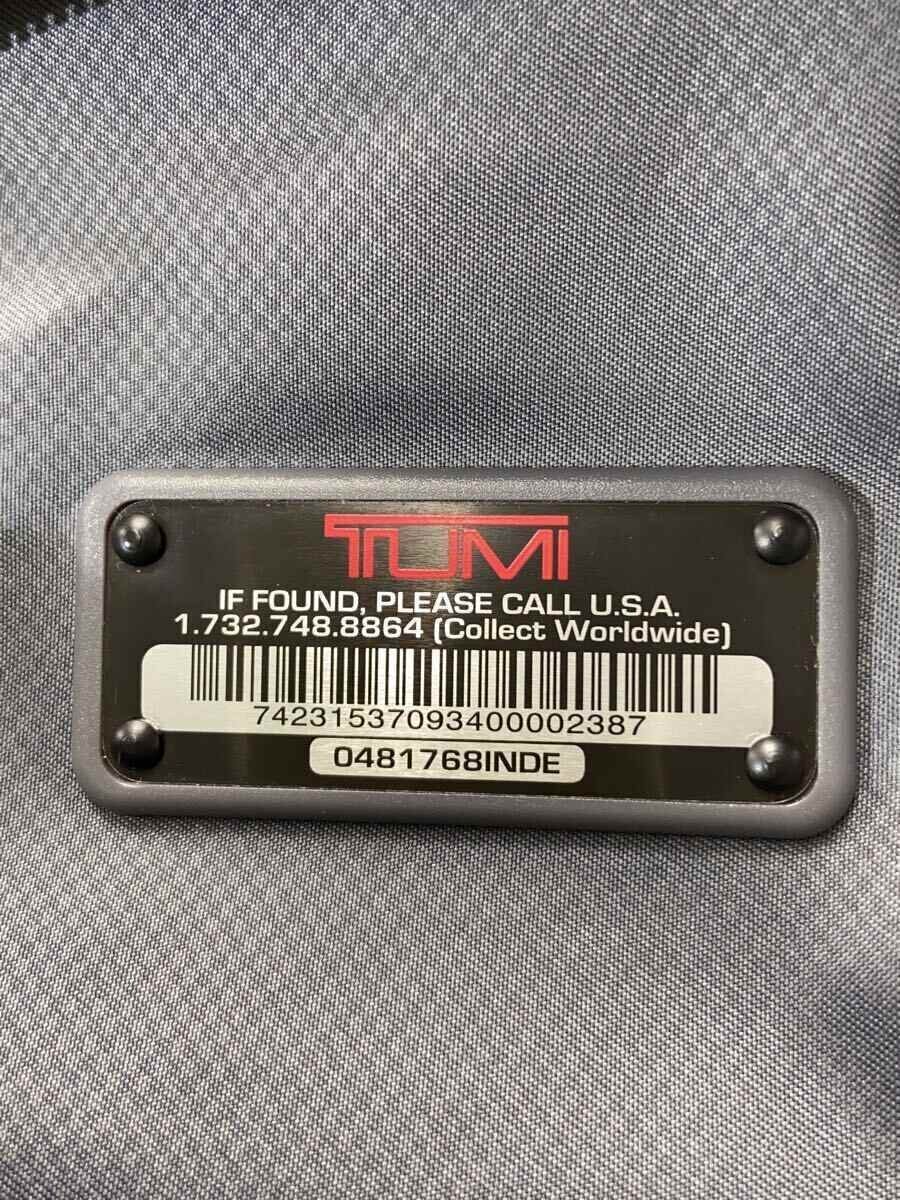 TUMI
IF FOUND, PLEASE CALL U.S.A.
1.732.748.8864 (Collect Worldwide)
74231537093400002387
0481768INDE